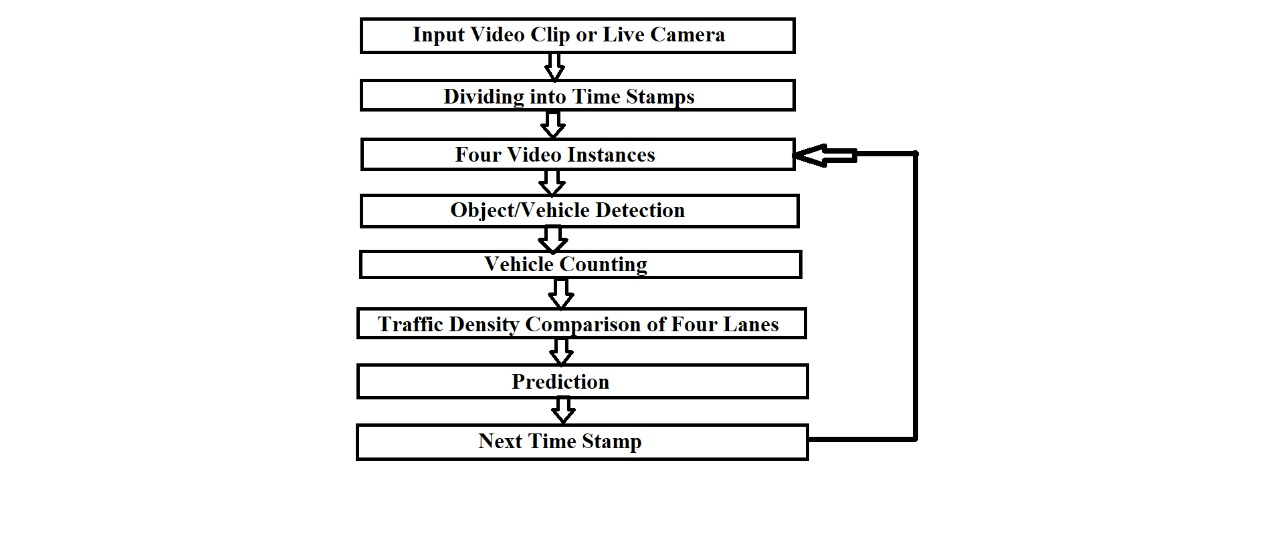 Input Video Clip or Live Camera
Dividing into Time Stamps
Four Video Instances
Object/Vehicle Detection
Vehicle Counting
Traffic Density Comparison of Four Lanes
Prediction
Next Time Stamp